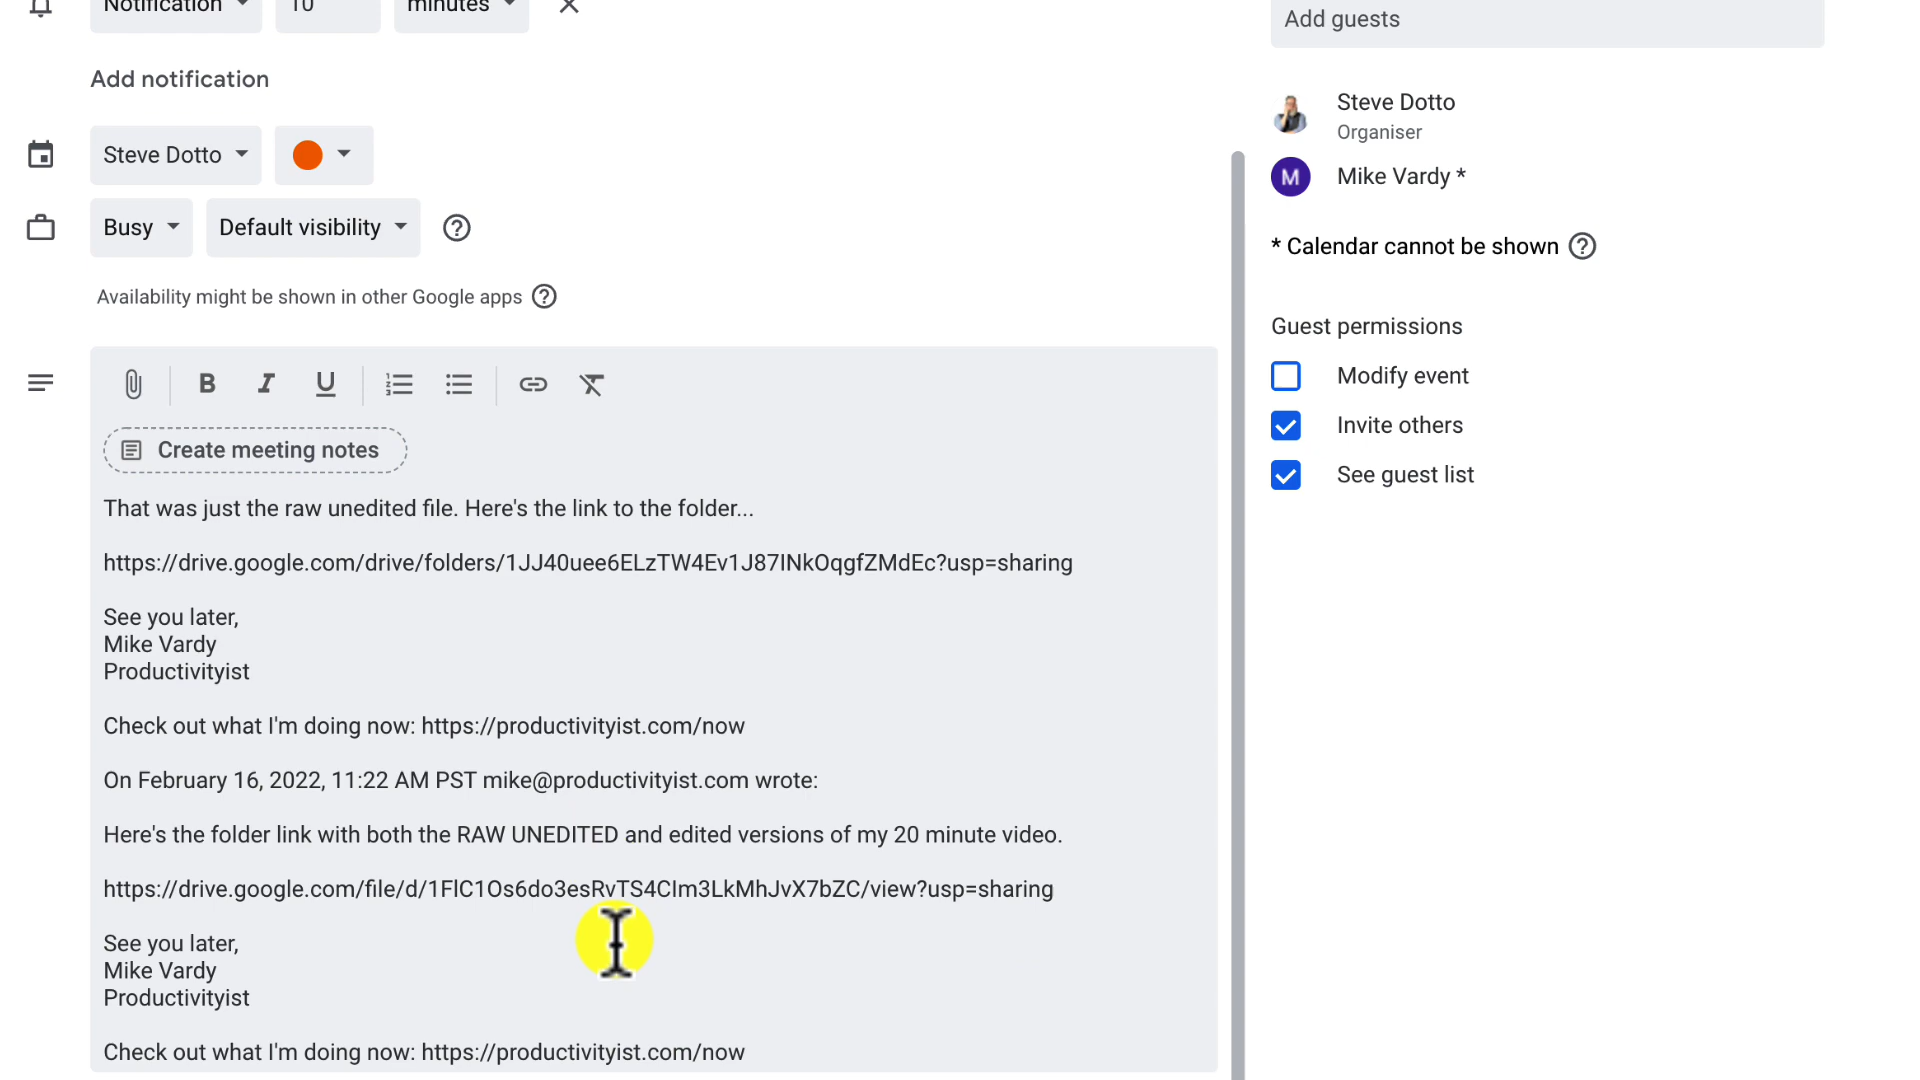 Notification 10 minutes
Add notification
Steve Dotto
Busy Default visibility
Availability might be shown in other Google apps
Create meeting notes
That was just the raw unedited file. Here's the link to the folder...
https://drive.google.com/drive/folders/1JJ40uee6ELzTW4Ev1J87INkOqgfZMdEc?usp=sharing
See you later,
Mike Vardy
Productivityist
Check out what I'm doing now: https://productivityist.com/now
On February 16, 2022, 11:22 AM PST mike@productivityist.com wrote:
Here's the folder link with both the RAW UNEDITED and edited versions of my 20 minute video.
https://drive.google.com/file/d/1FlC1Os6do3esRvTS4CIm3LkMhJvX7bZC/view?usp=sharing
See you later,
Mike Vardy
Productivityist
Check out what I'm doing now: https://productivityist.com/now
Add guests
Steve Dotto
Organiser
M Mike Vardy *
* Calendar cannot be shown
Guest permissions
Modify event
Invite others
See guest list